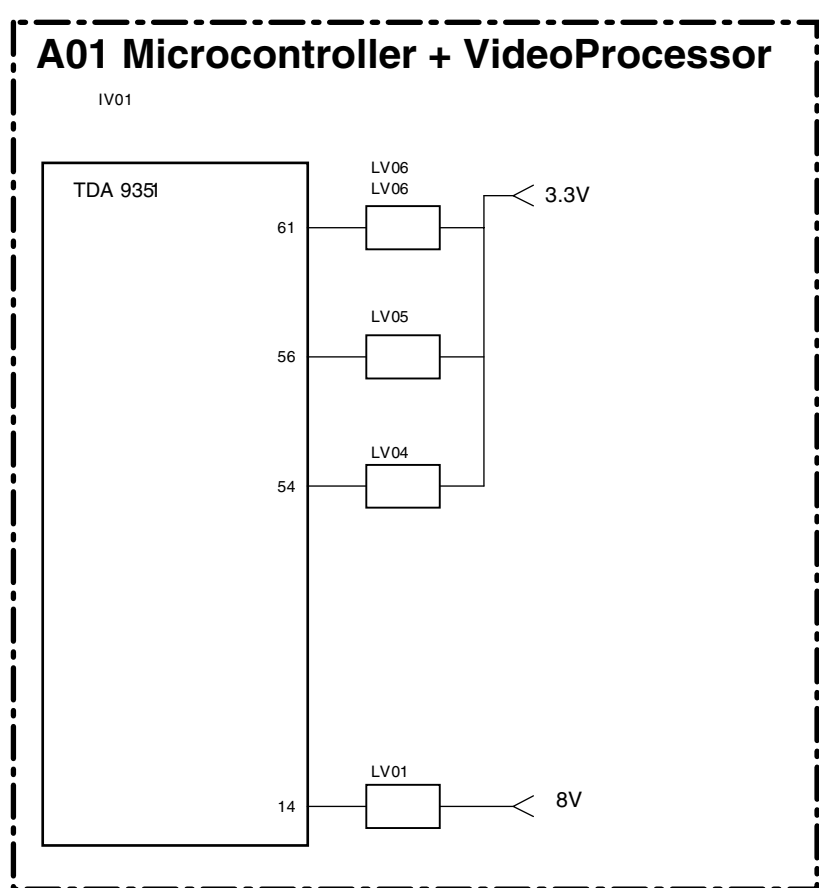 A01 Microcontroller + VideoProcessor
IV01
TDA 9351
LV06
LV06
61
3.3V
LV05
56
LV04
54
LV01
14
8V